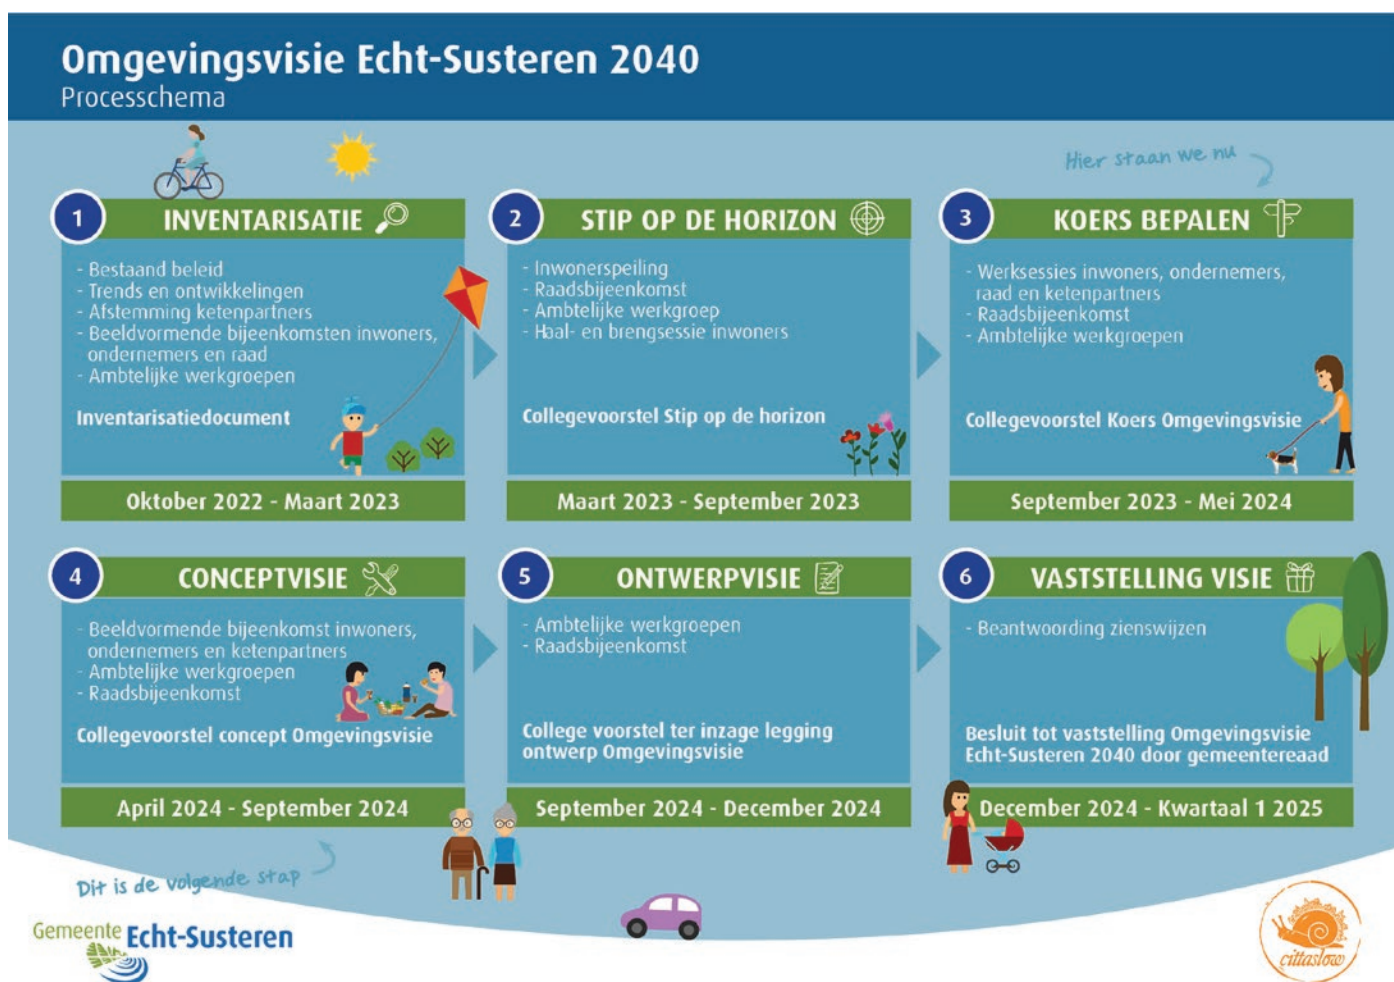 Omgevingsvisie Echt-Susteren 2040
Processchema
Hier staan we nu
1
INVENTARISATIE
- Bestaand beleid
- Trends en ontwikkelingen
- Afstemming ketenpartners
- Beeldvormende bijeenkomsten inwoners,
ondernemers en raad
- Ambtelijke werkgroepen
Inventarisatiedocument
Oktober 2022 - Maart 2023
2
STIP OP DE HORIZON
- Inwonerspeiling
- Raadsbijeenkomst
- Ambtelijke werkgroep
- Haal- en brengsessie inwoners
Collegevoorstel Stip op de horizon
Maart 2023 - September 2023
3
KOERS BEPALEN
- Werksessies inwoners, ondernemers,
raad en ketenpartners
- Raadsbijeenkomst
- Ambtelijke werkgroepen
Collegevoorstel Koers Omgevingsvisie
September 2023 - Mei 2024
4
CONCEPTVISIE
- Beeldvormende bijeenkomst inwoners,
ondernemers en ketenpartners
- Ambtelijke werkgroepen
- Raadsbijeenkomst
Collegevoorstel concept Omgevingsvisie
April 2024 - September 2024
5
ONTWERPVISIE
- Ambtelijke werkgroepen
- Raadsbijeenkomst
College voorstel ter inzage legging
ontwerp Omgevingsvisie
September 2024 - December 2024
6
VASTSTELLING VISIE
- Beantwoording zienswijzen
Besluit tot vaststelling Omgevingsvisie
Echt-Susteren 2040 door gemeentereaad
December 2024 - Kwartaal 1 2025
Dit is de volgende stap
Gemeente Echt-Susteren
cittaslow